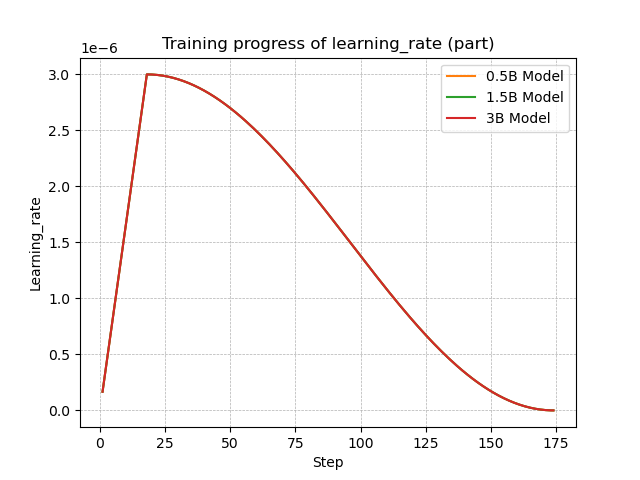 Training progress of learning_rate (part)
1e−6
3.0
2.5
2.0
1.5
1.0
0.5
0.0
Learning_rate
0.5B Model
1.5B Model
3B Model
0 25 50 75 100 125 150 175
Step